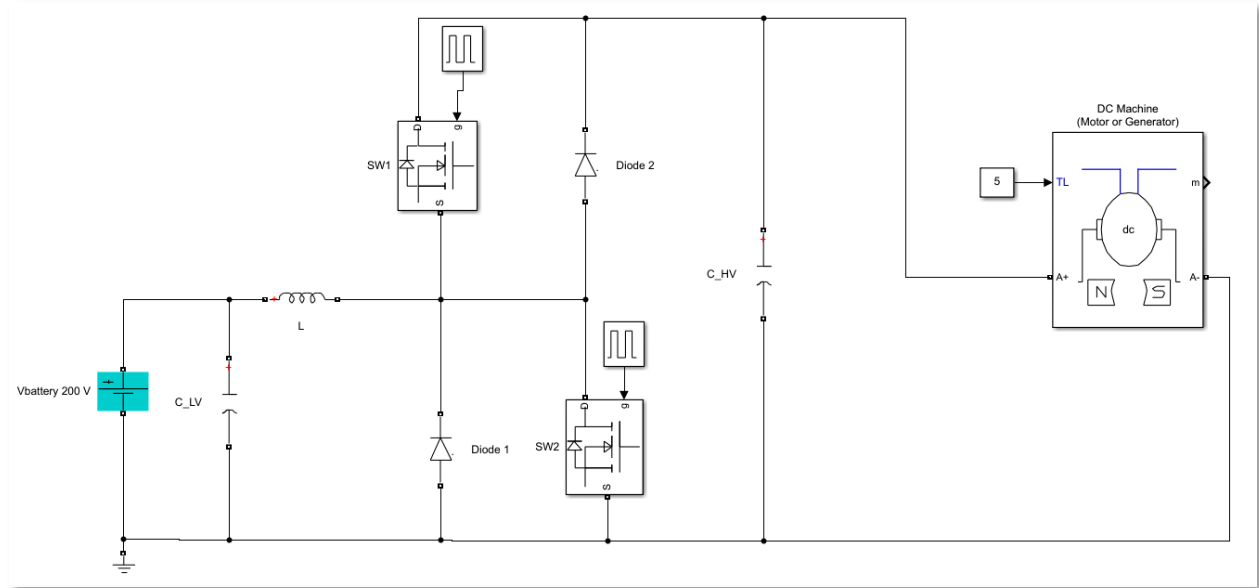 DC Machine
(Motor or Generator)
D
g
SW1
S
Diode 2
5
TL
m
dc
A+
A-
N
S
C_HV
+
L
+
Vbattery 200 V
+
C_LV
+
Diode 1
D
g
SW2
S